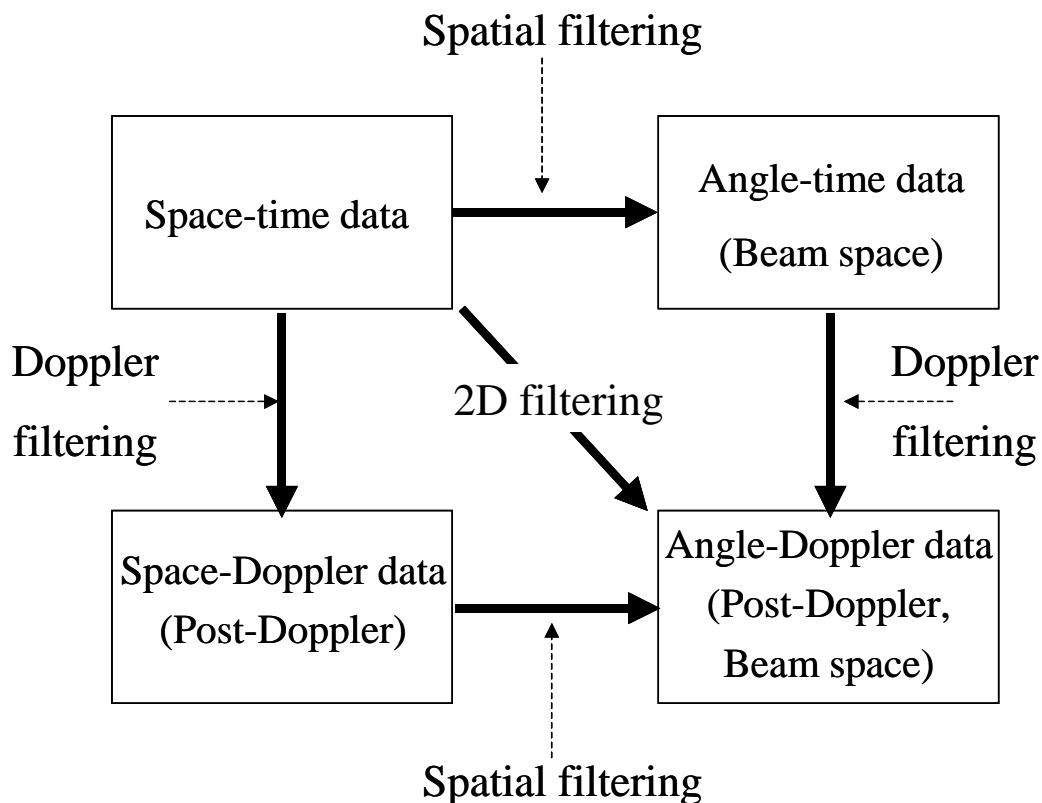 Spatial filtering
Space-time data
Angle-time data
(Beam space)
Doppler
filtering
2D filtering
Doppler
filtering
Space-Doppler data
(Post-Doppler)
Angle-Doppler data
(Post-Doppler,
Beam space)
Spatial filtering